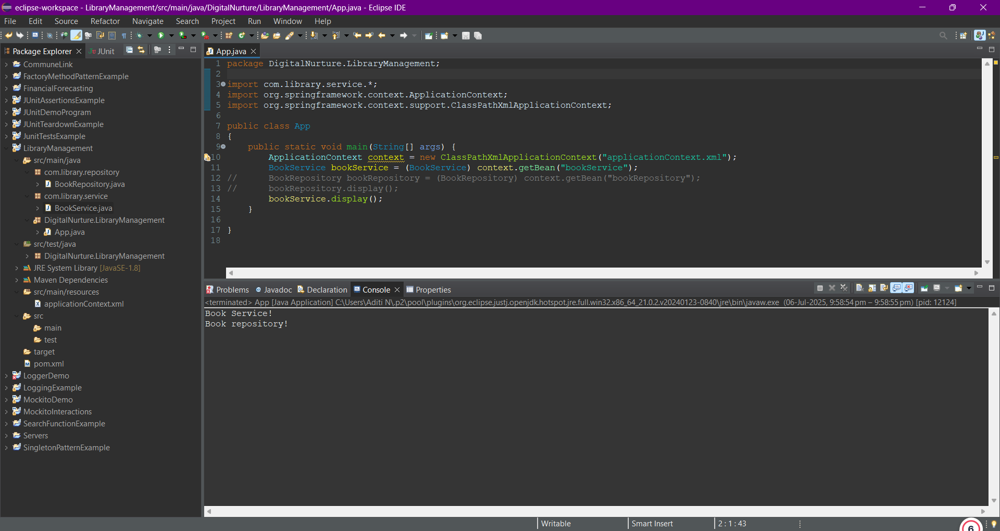 eclipse-workspace - LibraryManagement/src/main/java/DigitalNurture/LibraryManagement/App.java - Eclipse IDE
File Edit Source Refactor Navigate Search Project Run Window Help
Package Explorer
JUnit
CommuneLink
FactoryMethodPatternExample
FinancialForecasting
JUnitAssertionsExample
JUnitDemoProgram
JUnitTeardownExample
JunitTestsExample
LibraryManagement
src/main/java
com.library.repository
BookRepository.java
com.library.service
BookService.java
DigitalNurture.LibraryManagement
App.java
src/test/java
DigitalNurture.LibraryManagement
JRE System Library [JavaSE-1.8]
Maven Dependencies
src/main/resources
applicationContext.xml
src
main
test
target
pom.xml
LoggerDemo
LoggingExample
MockitoDemo
MockitoInteractions
SearchFunctionExample
Servers
SingletonPatternExample
App.java
1 package DigitalNurture.LibraryManagement;
2
3 import com.library.service.*;
4 import org.springframework.context.ApplicationContext;
5 import org.springframework.context.support.ClassPathXmlApplicationContext;
6
7 public class App
8 {
9     public static void main(String[] args) {
10         ApplicationContext context = new ClassPathXmlApplicationContext("applicationContext.xml");
11         BookService bookService = (BookService) context.getBean("bookService");
12 //      BookRepository bookRepository = (BookRepository) context.getBean("bookRepository");
13 //      bookRepository.display();
14         bookService.display();
15     }
16
17 }
18
Problems Javadoc Declaration Console Properties
<terminated> App [Java Application] C:\Users\Aditi N\.p2\pool\plugins\org.eclipse.justj.openjdk.hotspot.jre.full.win32.x86_64_21.0.2.v20240123-0840\jre\bin\javaw.exe (06-Jul-2025, 9:58:54 pm – 9:58:55 pm) [pid: 12124]
Book Service!
Book repository!
Writable
Smart Insert
2 : 1 : 43
6